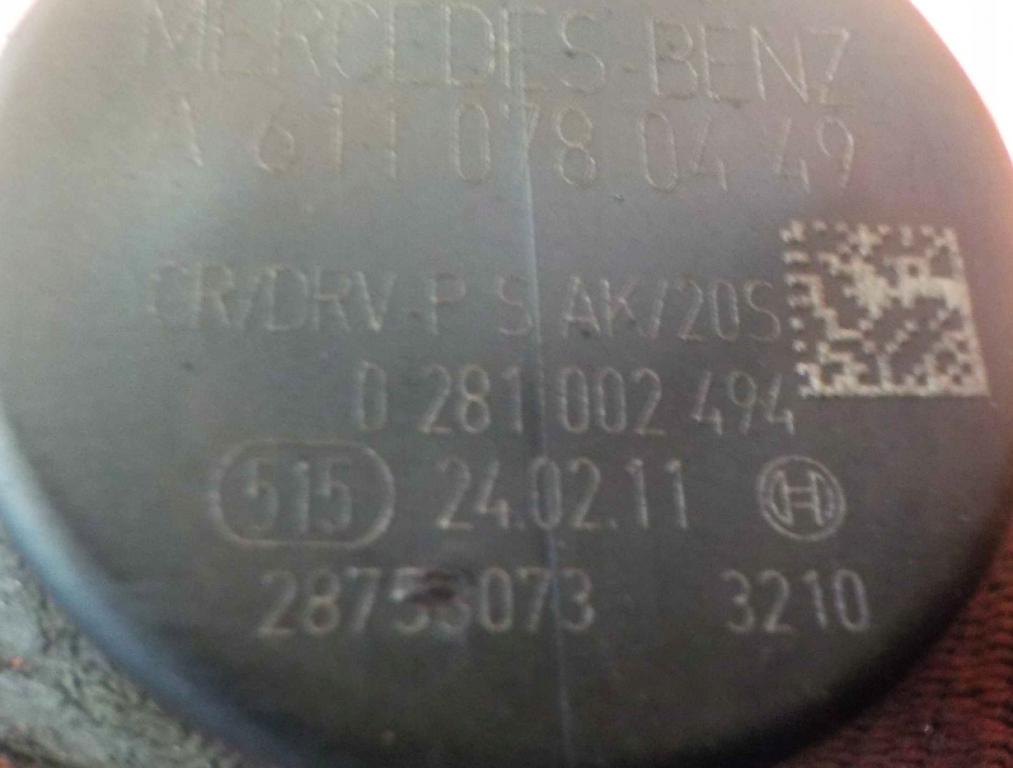 MERCEDES-BENZ
A 611 078 04 49
CR/DRV-P S AK/20S
0 281 002 494
515 24.02.11
3210